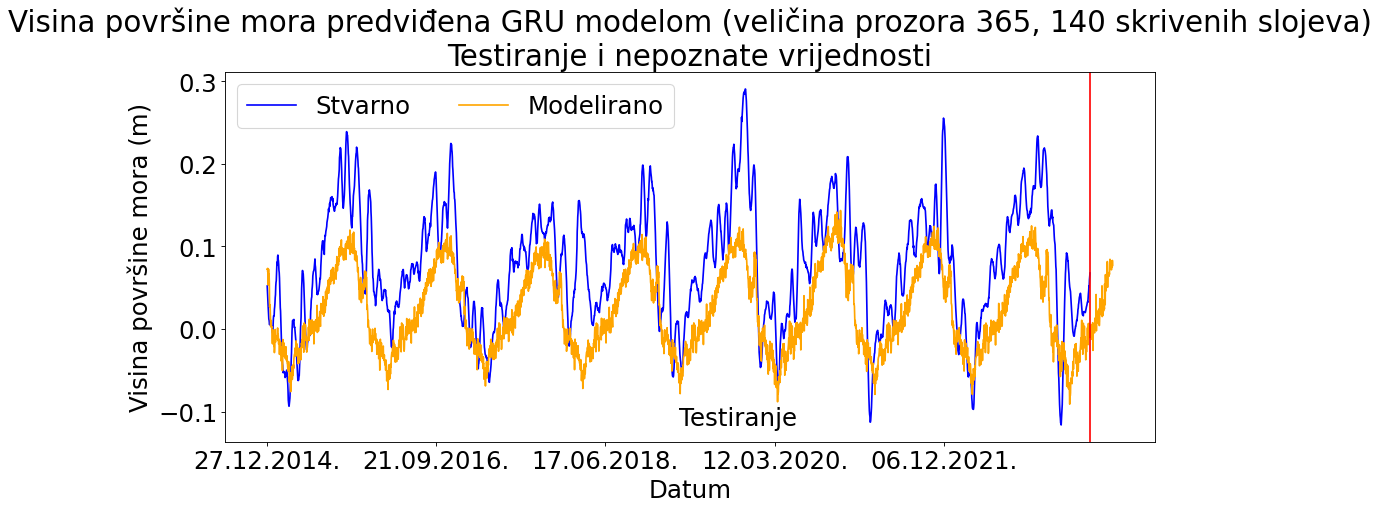 Visina površine mora predviđena GRU modelom (veličina prozora 365, 140 skrivenih slojeva)
Testiranje i nepoznate vrijednosti
Stvarno
Modelirano
Visina površine mora (m)
0.3
0.2
0.1
0.0
−0.1
Testiranje
27.12.2014.
21.09.2016.
17.06.2018.
12.03.2020.
06.12.2021.
Datum